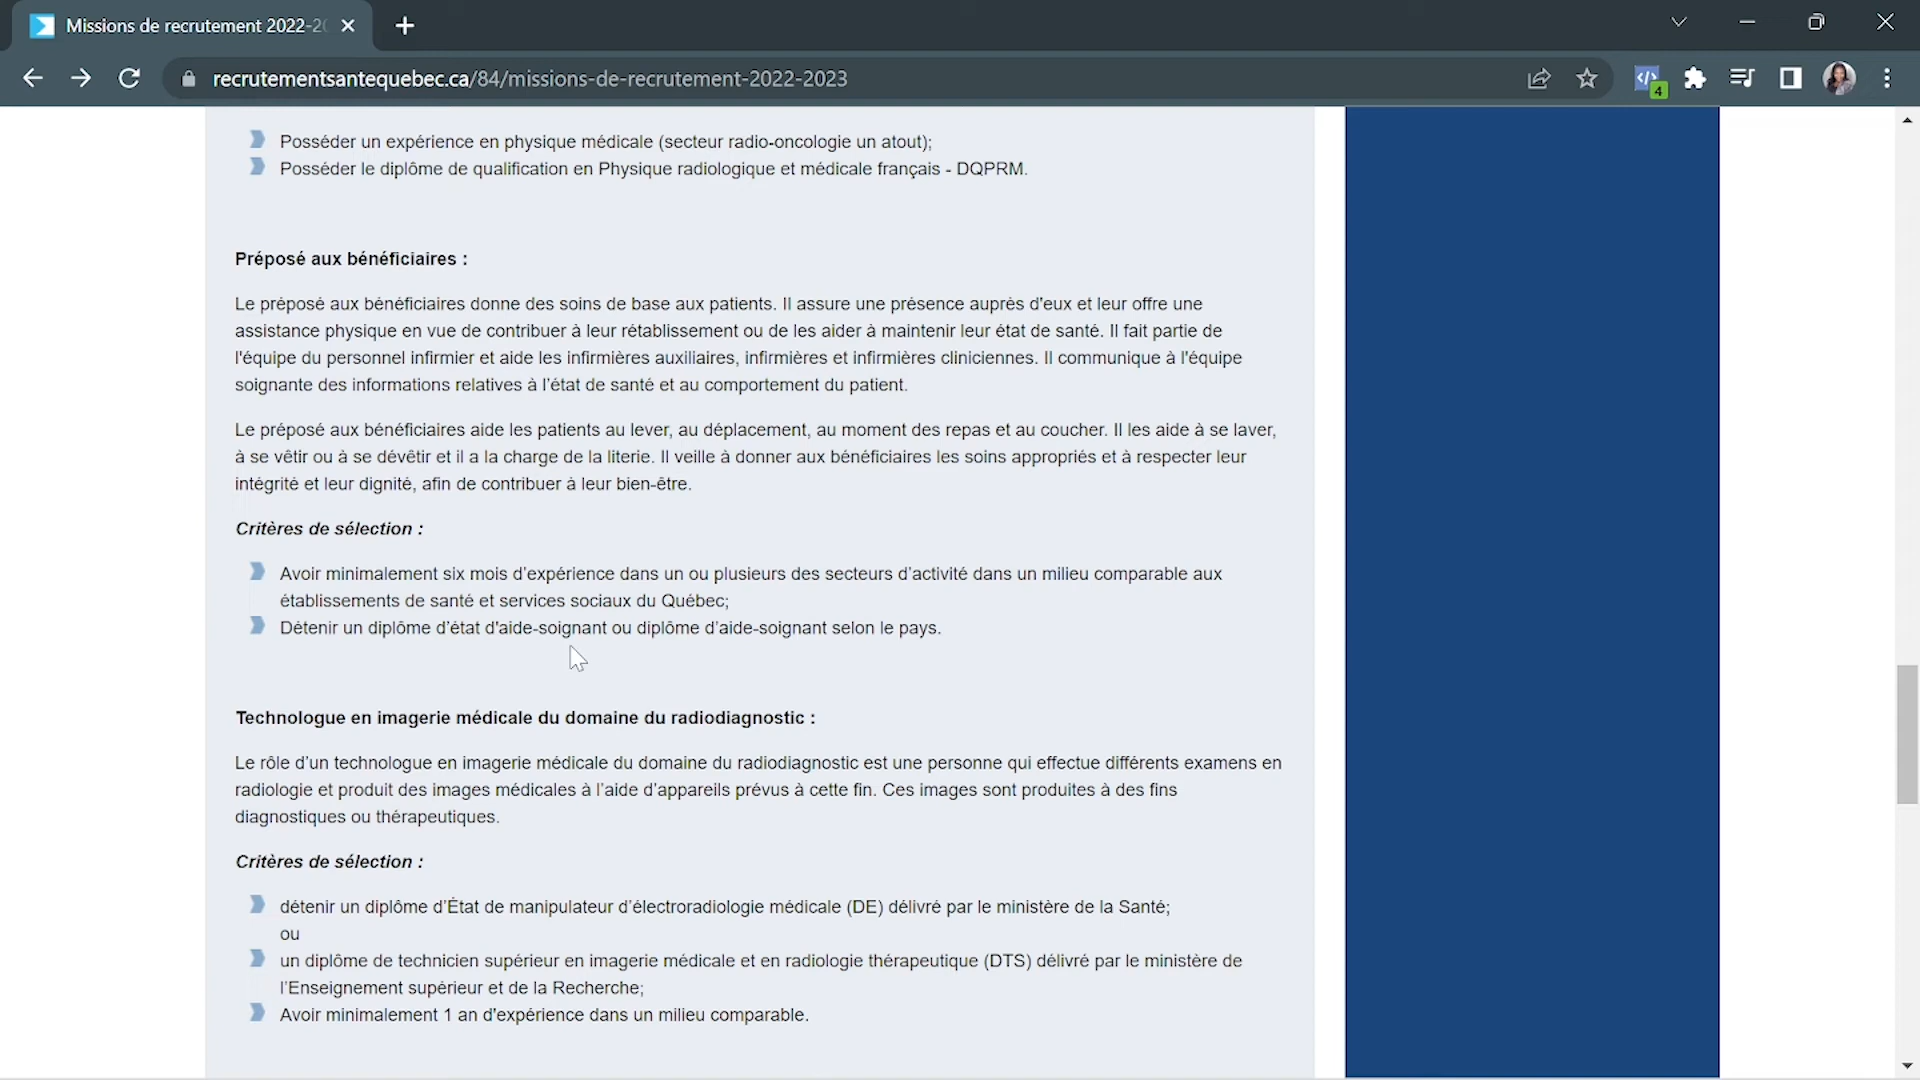 Missions de recrutement 2022-20
recrutementsantequebec.ca/84/missions-de-recrutement-2022-2023
4
Posséder un expérience en physique médicale (secteur radio-oncologie un atout);
Posséder le diplôme de qualification en Physique radiologique et médicale français - DQPRM.
Préposé aux bénéficiaires :
Le préposé aux bénéficiaires donne des soins de base aux patients. Il assure une présence auprès d'eux et leur offre une
assistance physique en vue de contribuer à leur rétablissement ou de les aider à maintenir leur état de santé. Il fait partie de
l'équipe du personnel infirmier et aide les infirmières auxiliaires, infirmières et infirmières cliniciennes. Il communique à l'équipe
soignante des informations relatives à l'état de santé et au comportement du patient.
Le préposé aux bénéficiaires aide les patients au lever, au déplacement, au moment des repas et au coucher. Il les aide à se laver,
à se vêtir ou à se dévêtir et il a la charge de la literie. Il veille à donner aux bénéficiaires les soins appropriés et à respecter leur
intégrité et leur dignité, afin de contribuer à leur bien-être.
Critères de sélection :
Avoir minimalement six mois d'expérience dans un ou plusieurs des secteurs d'activité dans un milieu comparable aux
établissements de santé et services sociaux du Québec;
Détenir un diplôme d'état d'aide-soignant ou diplôme d'aide-soignant selon le pays.
Technologue en imagerie médicale du domaine du radiodiagnostic :
Le rôle d'un technologue en imagerie médicale du domaine du radiodiagnostic est une personne qui effectue différents examens en
radiologie et produit des images médicales à l'aide d'appareils prévus à cette fin. Ces images sont produites à des fins
diagnostiques ou thérapeutiques.
Critères de sélection :
détenir un diplôme d'État de manipulateur d'électroradiologie médicale (DE) délivré par le ministère de la Santé;
ou
un diplôme de technicien supérieur en imagerie médicale et en radiologie thérapeutique (DTS) délivré par le ministère de
l'Enseignement supérieur et de la Recherche;
Avoir minimalement 1 an d'expérience dans un milieu comparable.